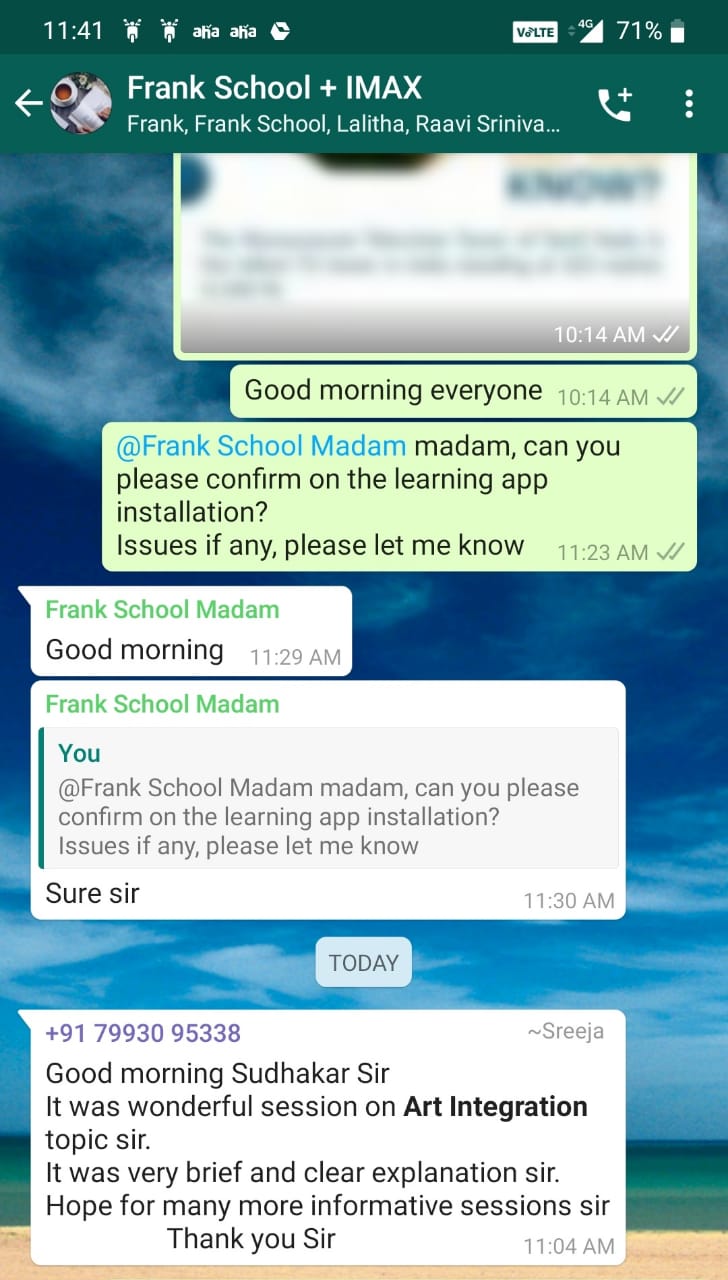 11:41 aha aha VoLTE 4G 71%
Frank School + IMAX
Frank, Frank School, Lalitha, Raavi Sriniva...
KNOW?
10:14 AM
Good morning everyone 10:14 AM
@Frank School Madam madam, can you
please confirm on the learning app
installation?
Issues if any, please let me know 11:23 AM
Frank School Madam
Good morning 11:29 AM
Frank School Madam
You
@Frank School Madam madam, can you please
confirm on the learning app installation?
Issues if any, please let me know
Sure sir 11:30 AM
TODAY
+91 79930 95338 ~Sreeja
Good morning Sudhakar Sir
It was wonderful session on Art Integration
topic sir.
It was very brief and clear explanation sir.
Hope for many more informative sessions sir
Thank you Sir 11:04 AM